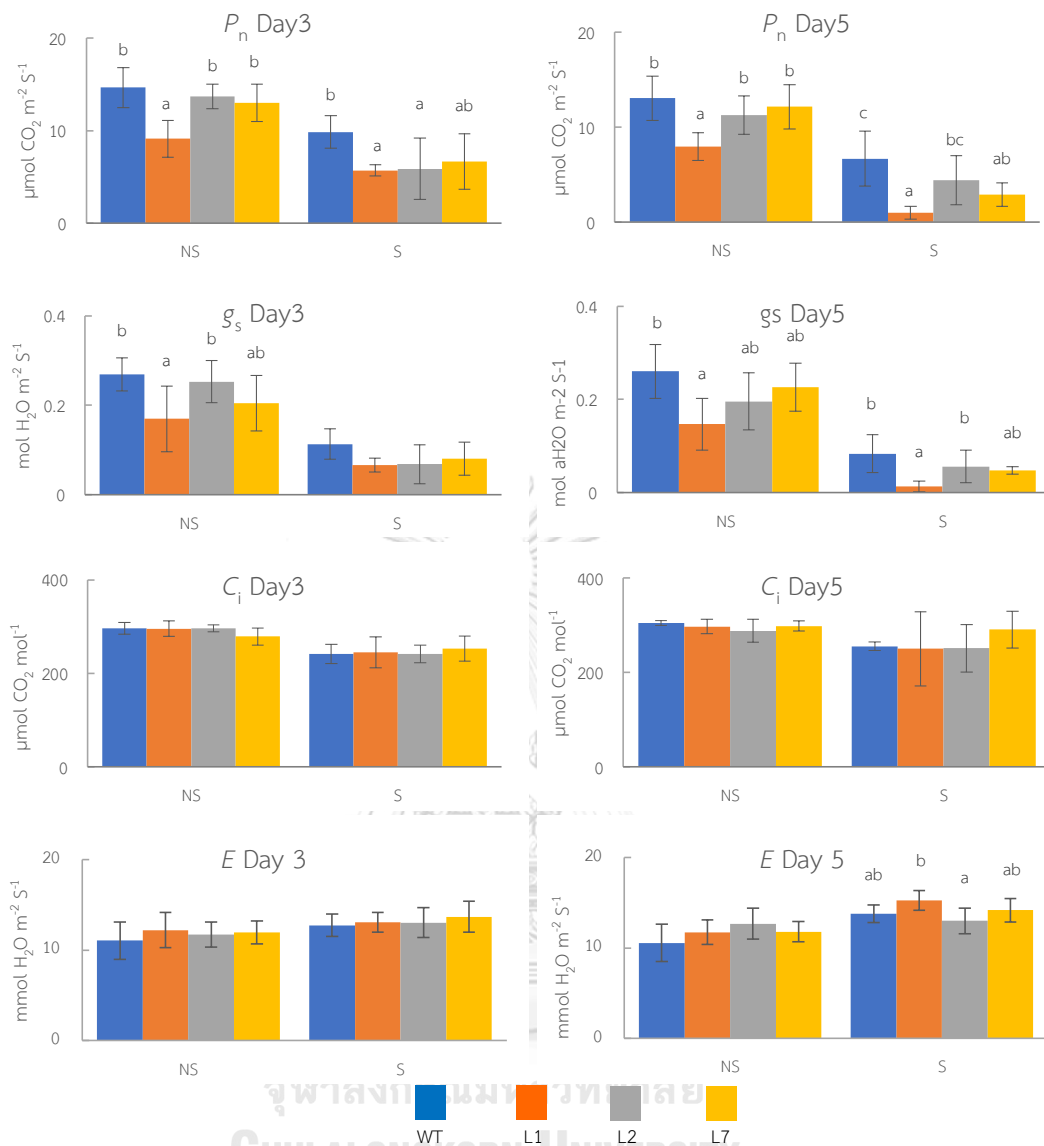 Pn Day3
Pn Day5
µmol CO2 m-2 S-1
20
10
0
b
a
b
b
b
a
a
ab
NS
S
µmol CO2 m-2 S-1
20
10
0
b
a
b
b
c
a
bc
ab
NS
S
gs Day3
gs Day5
mol H2O m-2 S-1
0.4
0.2
0
b
a
b
ab
NS
S
mol aH2O m-2 S-1
0.4
0.2
0
b
a
ab
ab
b
a
b
ab
NS
S
Ci Day3
Ci Day5
µmol CO2 mol-1
400
200
0
NS
S
µmol CO2 mol-1
400
200
0
NS
S
E Day 3
E Day 5
mmol H2O m-2 S-1
20
10
0
NS
S
mmol H2O m-2 S-1
20
10
0
ab
b
a
ab
NS
S
WT
L1
L2
L7